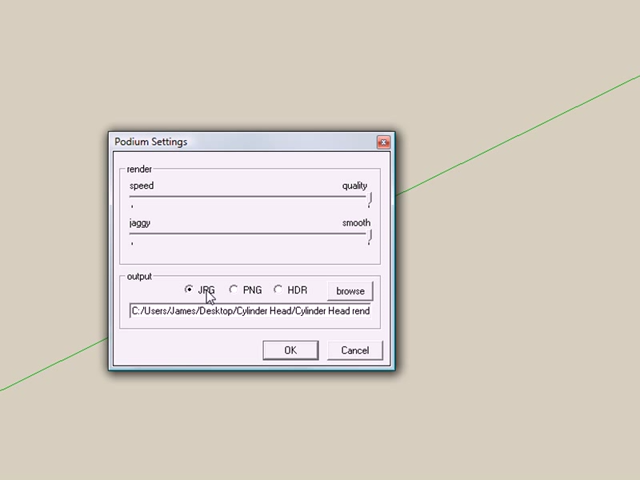 Podium Settings
render
speed quality
jaggy smooth
output
JPG PNG HDR browse
C:/Users/James/Desktop/Cylinder Head/Cylinder Head rend
OK Cancel